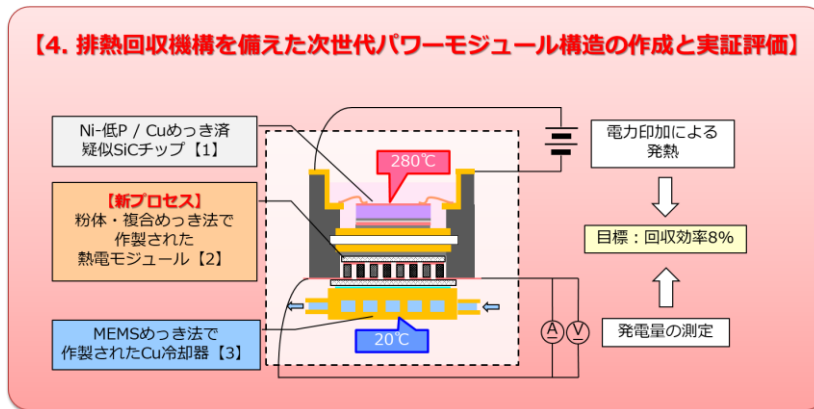 【4. 排熱回収機構を備えた次世代パワーモジュール構造の作成と実証評価】
Ni-低P / Cuめっき済
疑似SiCチップ【1】
280℃
電力印加による
発熱
【新プロセス】
粉体・複合めっき法で
作製された
熱電モジュール【2】
目標：回収効率8%
MEMSめっき法で
作製されたCu冷却器【3】
20℃
A
V
発電量の測定